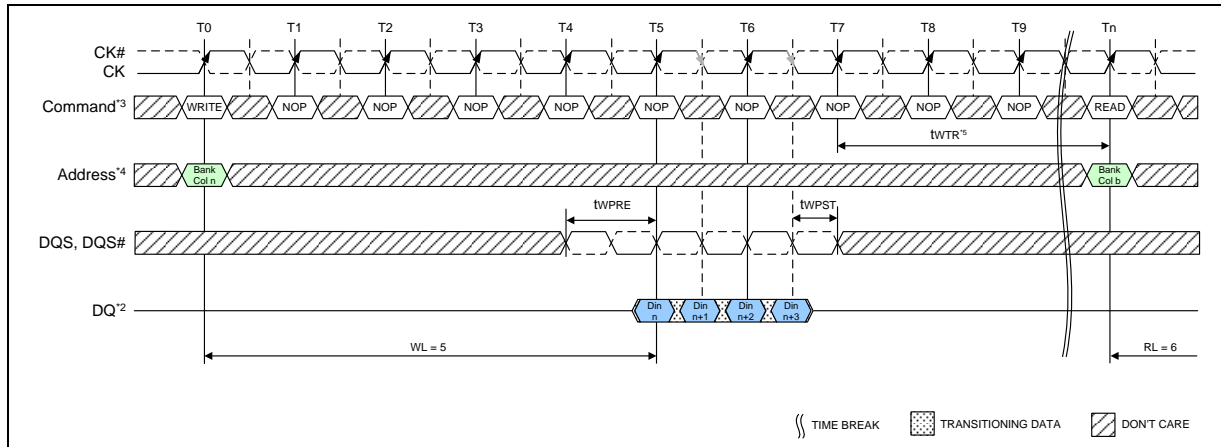 T0 T1 T2 T3 T4 T5 T6 T7 T8 T9 Tn
CK#
CK
Command*3 WRITE NOP NOP NOP NOP NOP NOP NOP NOP NOP READ
tWTR*5
Address*4 Bank Col n Bank Col b
tWPRE tWPST
DQS, DQS#
DQ*2 Din n Din n+1 Din n+2 Din n+3
WL = 5 RL = 6
TIME BREAK TRANSITIONING DATA DON'T CARE